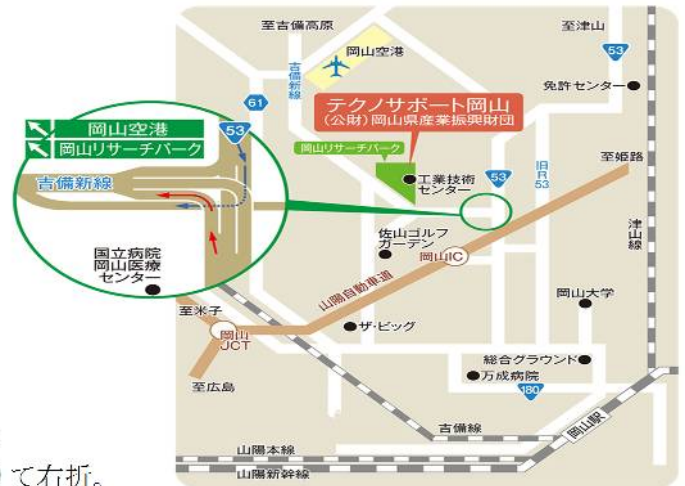 至吉備高原
至津山
岡山空港
53
吉備新線
61
免許センター
テクノサポート岡山
(公財)岡山県産業振興財団
岡山空港
岡山リサーチパーク
53
岡山リサーチパーク
旧R53
至姫路
吉備新線
工業技術
センター
53
津山線
佐山ゴルフ
ガーデン
岡山IC
国立病院
岡山医療
センター
山陽自動車道
岡山大学
至米子
岡山
JCT
ザ・ビッグ
総合グラウンド
万成病院
180
至広島
吉備線
岡山駅
山陽本線
山陽新幹線
て右折。